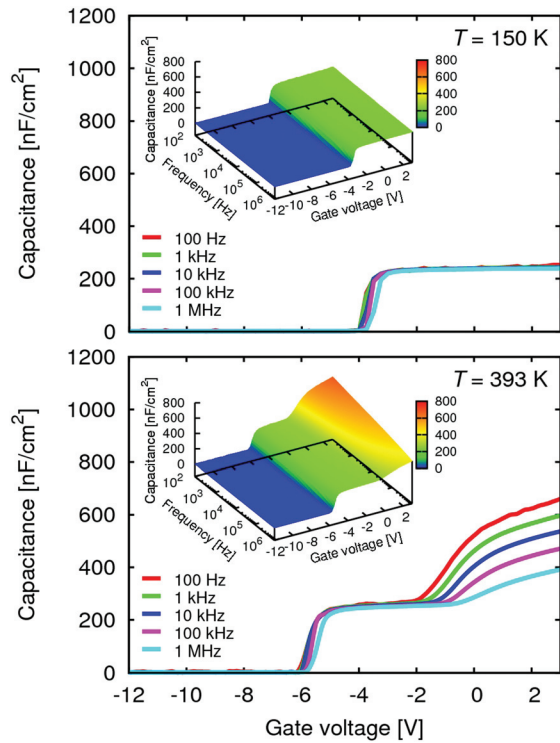 1200
1000
800
600
400
200
0
Capacitance [nF/cm²]
T = 150 K
800
600
400
200
0
Capacitance [nF/cm²]
10²
10³
10⁴
10⁵
10⁶
Frequency [Hz]
-12 -10 -8 -6 -4 -2 0 2
Gate voltage [V]
800
600
400
200
0
100 Hz
1 kHz
10 kHz
100 kHz
1 MHz
1200
1000
800
600
400
200
0
Capacitance [nF/cm²]
T = 393 K
800
600
400
200
0
Capacitance [nF/cm²]
10²
10³
10⁴
10⁵
10⁶
Frequency [Hz]
-12 -10 -8 -6 -4 -2 0 2
Gate voltage [V]
800
600
400
200
0
100 Hz
1 kHz
10 kHz
100 kHz
1 MHz
-12 -10 -8 -6 -4 -2 0 2
Gate voltage [V]